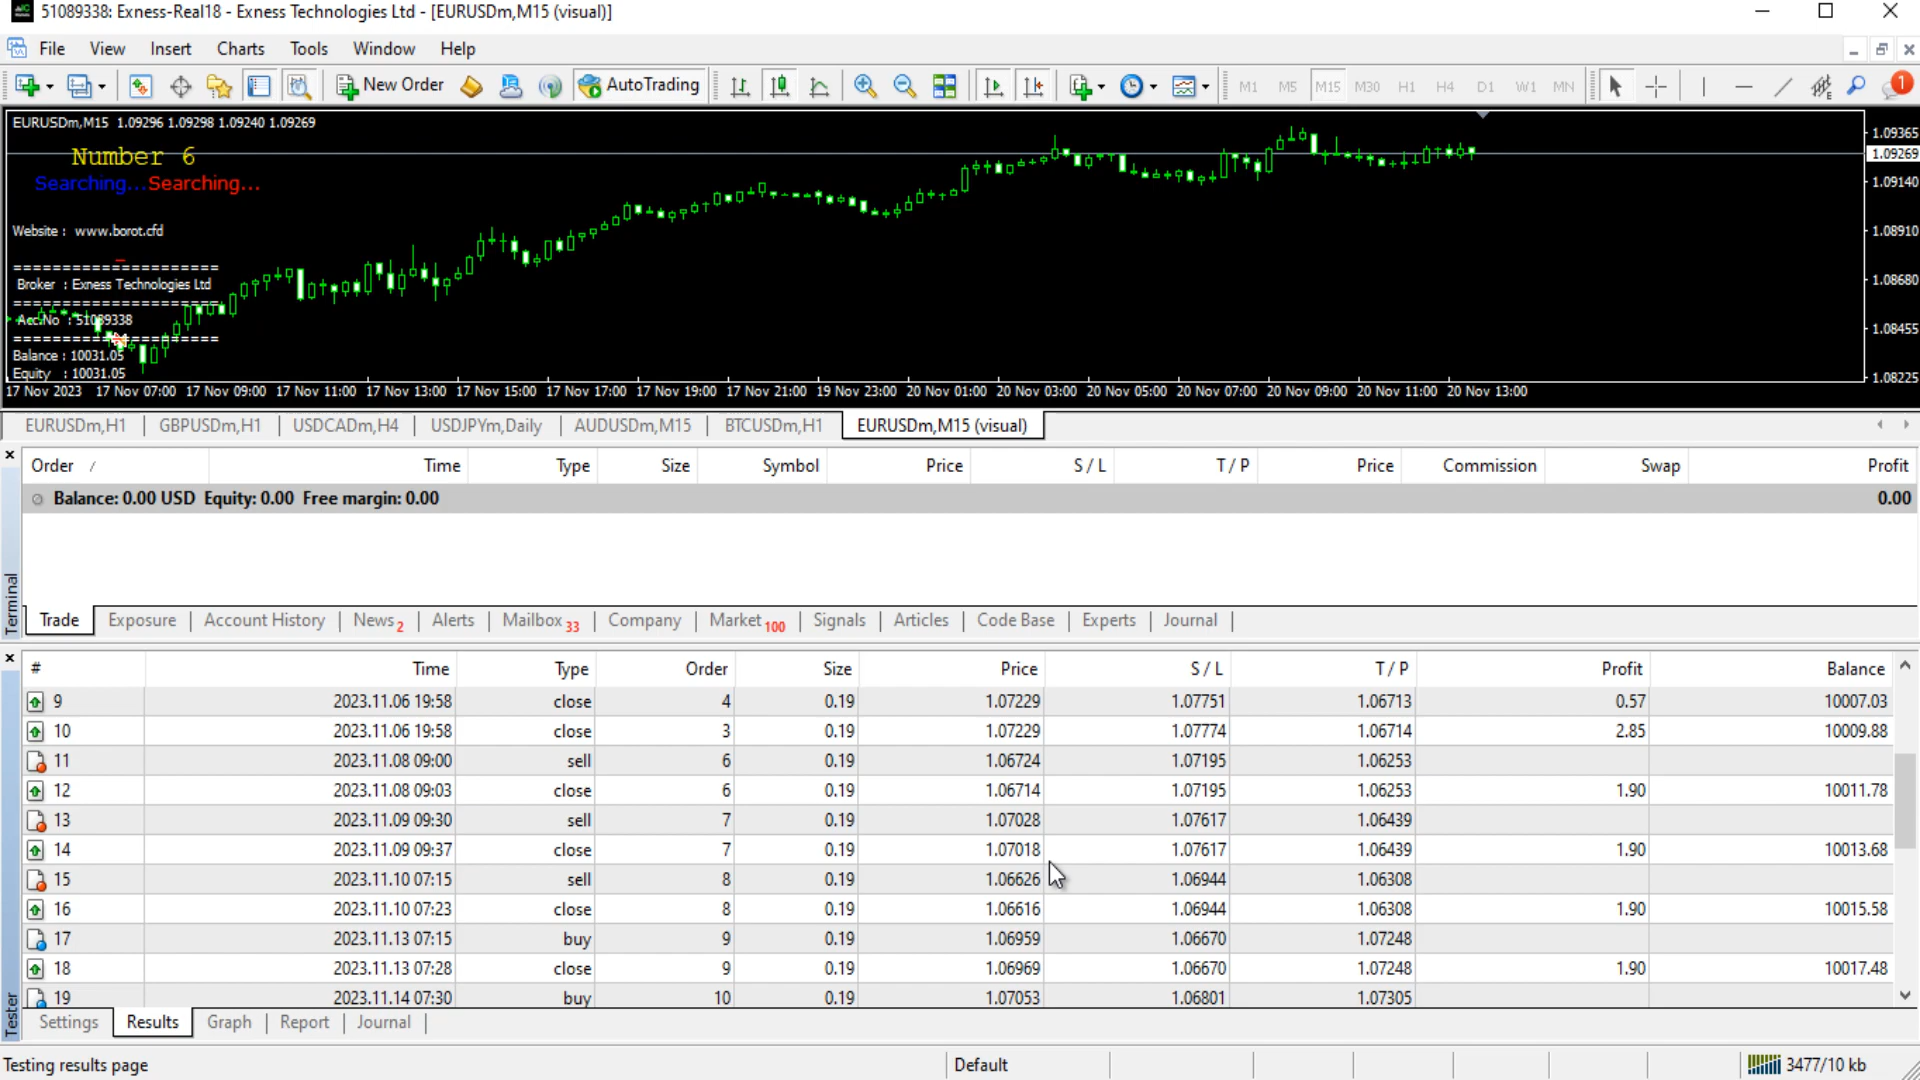 51089338: Exness-Real18 - Exness Technologies Ltd - [EURUSDm,M15 (visual)]
File View Insert Charts Tools Window Help
New Order AutoTrading M1 M5 M15 M30 H1 H4 D1 W1 MN 1
EURUSDm,M15 1.09296 1.09298 1.09240 1.09269
Number 6
Searching...Searching...
Website : www.borot.cfd
=====================
Broker : Exness Technologies Ltd
=====================
Acc.No : 51089338
=====================
Balance : 10031.05
Equity : 10031.05
1.09365
1.09269
1.09140
1.08910
1.08680
1.08455
1.08225
17 Nov 2023 17 Nov 07:00 17 Nov 09:00 17 Nov 11:00 17 Nov 13:00 17 Nov 15:00 17 Nov 17:00 17 Nov 19:00 17 Nov 21:00 19 Nov 23:00 20 Nov 01:00 20 Nov 03:00 20 Nov 05:00 20 Nov 07:00 20 Nov 09:00 20 Nov 11:00 20 Nov 13:00
EURUSDm,H1 GBPUSDm,H1 USDCADm,H4 USDJPYm,Daily AUDUSDm,M15 BTCUSDm,H1 EURUSDm,M15 (visual)
Order / Time Type Size Symbol Price S / L T / P Price Commission Swap Profit
Balance: 0.00 USD Equity: 0.00 Free margin: 0.00 0.00
Terminal
Trade Exposure Account History News 2 Alerts Mailbox 33 Company Market 100 Signals Articles Code Base Experts Journal
# Time Type Order Size Price S / L T / P Profit Balance
9 2023.11.06 19:58 close 4 0.19 1.07229 1.07751 1.06713 0.57 10007.03
10 2023.11.06 19:58 close 3 0.19 1.07229 1.07774 1.06714 2.85 10009.88
11 2023.11.08 09:00 sell 6 0.19 1.06724 1.07195 1.06253
12 2023.11.08 09:03 close 6 0.19 1.06714 1.07195 1.06253 1.90 10011.78
13 2023.11.09 09:30 sell 7 0.19 1.07028 1.07617 1.06439
14 2023.11.09 09:37 close 7 0.19 1.07018 1.07617 1.06439 1.90 10013.68
15 2023.11.10 07:15 sell 8 0.19 1.06626 1.06944 1.06308
16 2023.11.10 07:23 close 8 0.19 1.06616 1.06944 1.06308 1.90 10015.58
17 2023.11.13 07:15 buy 9 0.19 1.06959 1.06670 1.07248
18 2023.11.13 07:28 close 9 0.19 1.06969 1.06670 1.07248 1.90 10017.48
19 2023.11.14 07:30 buy 10 0.19 1.07053 1.06801 1.07305
Tester
Settings Results Graph Report Journal
Testing results page Default 3477/10 kb